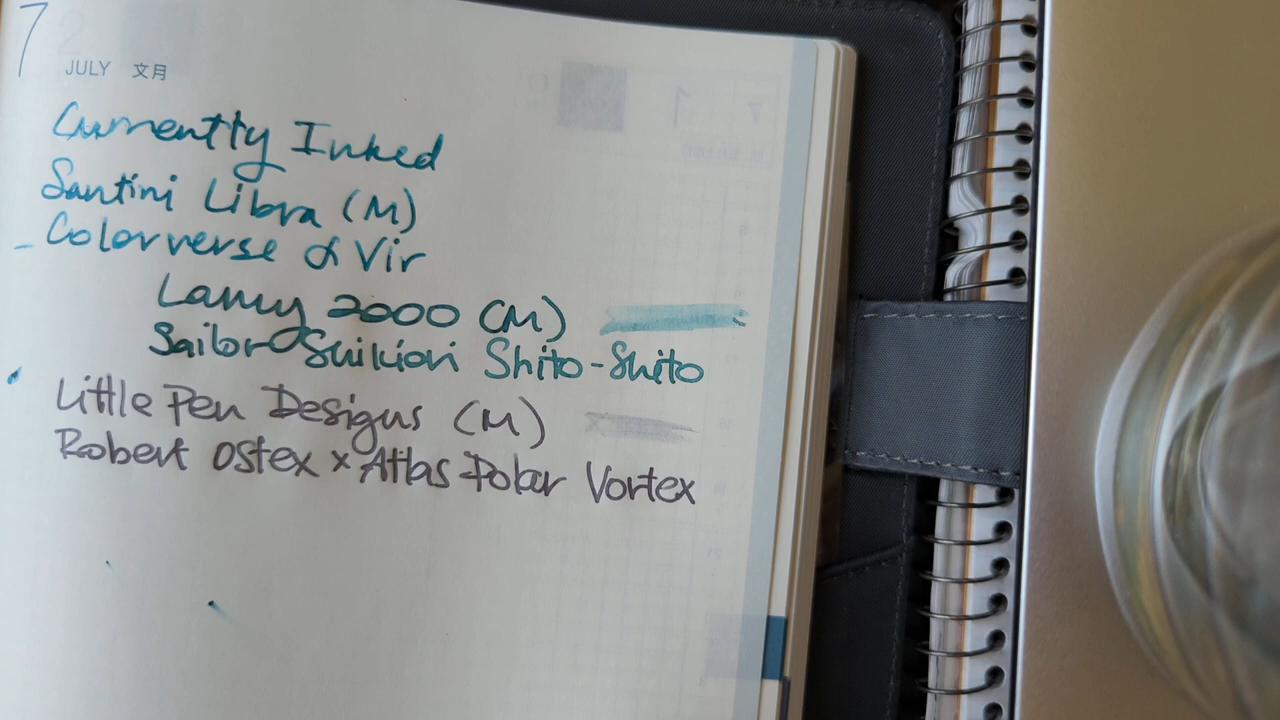 7
JULY 文月
Currently Inked
Santini Libra (M)
- Colorverse α Vir
Lamy 2000 (M)
Sailor Shikiori Shito-Shito
Little Pen Designs (M)
Robert Oster x Atlas Polar Vortex